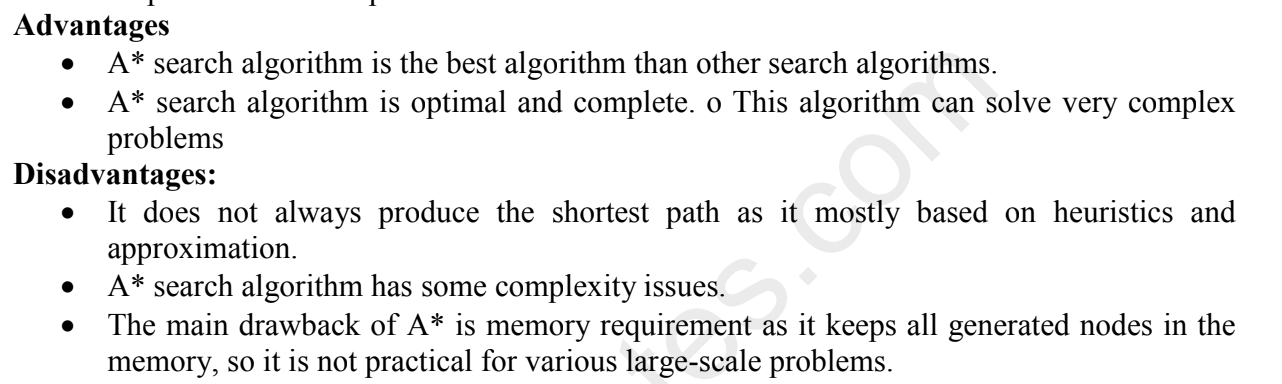 Advantages
• A* search algorithm is the best algorithm than other search algorithms.
• A* search algorithm is optimal and complete. o This algorithm can solve very complex
problems
Disadvantages:
• It does not always produce the shortest path as it mostly based on heuristics and
approximation.
• A* search algorithm has some complexity issues.
• The main drawback of A* is memory requirement as it keeps all generated nodes in the
memory, so it is not practical for various large-scale problems.